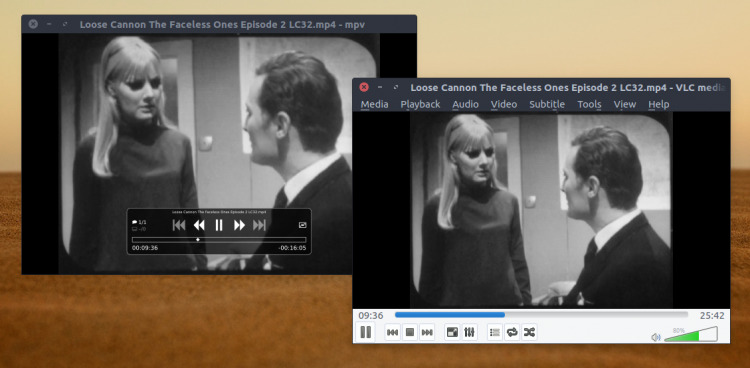 Loose Cannon The Faceless Ones Episode 2 LC32.mp4 - mpv
Loose Cannon The Faceless Ones Episode 2 LC32.mp4
1/1
00:09:36
-00:16:05
Loose Cannon The Faceless Ones Episode 2 LC32.mp4 - VLC media
Media Playback Audio Video Subtitle Tools View Help
09:36
25:42
80%